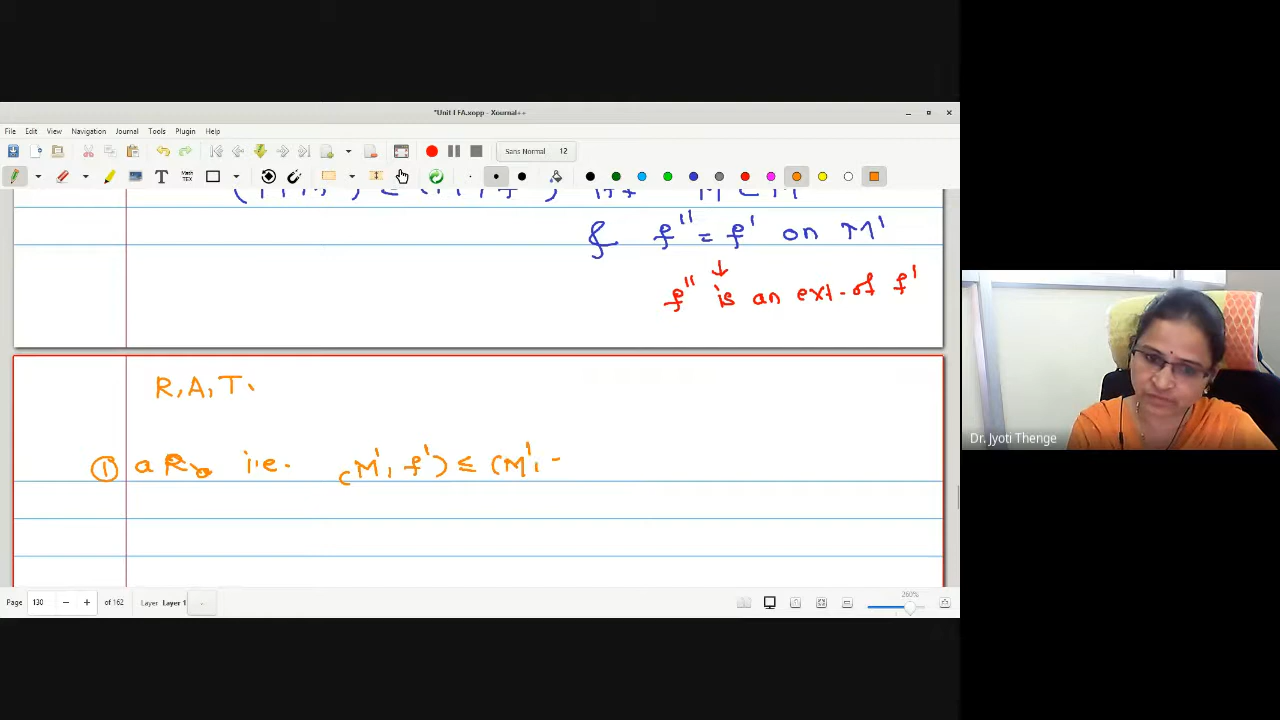 *Unit I FA.xopp - Xournal++
File Edit View Navigation Journal Tools Plugin Help
Sans Normal 12
& f" = f' on M'
f" is an ext. of f'
R, A, T.
① a R i.e. (M', f') ≤ (M',
Dr. Jyoti Thenge
Page 130 of 162 Layer Layer 1
260%